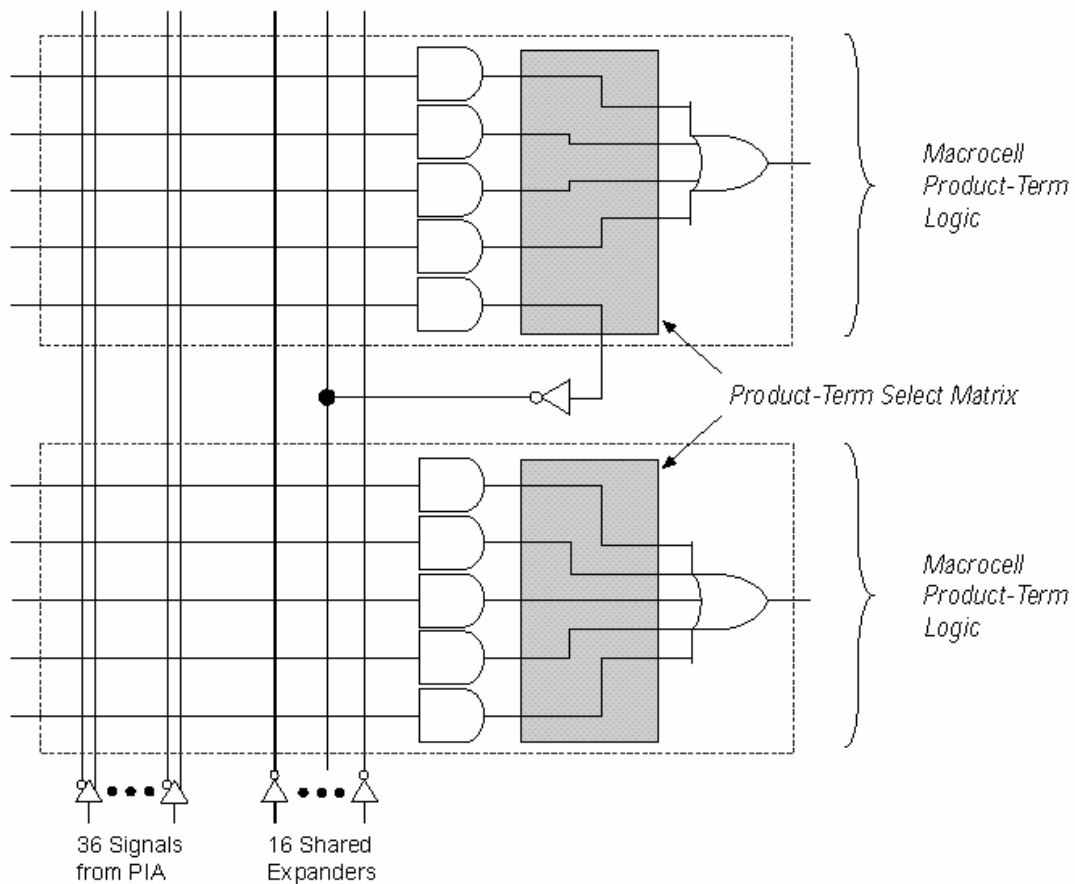 Macrocell
Product-Term
Logic
Product-Term Select Matrix
Macrocell
Product-Term
Logic
36 Signals
from PIA
16 Shared
Expanders